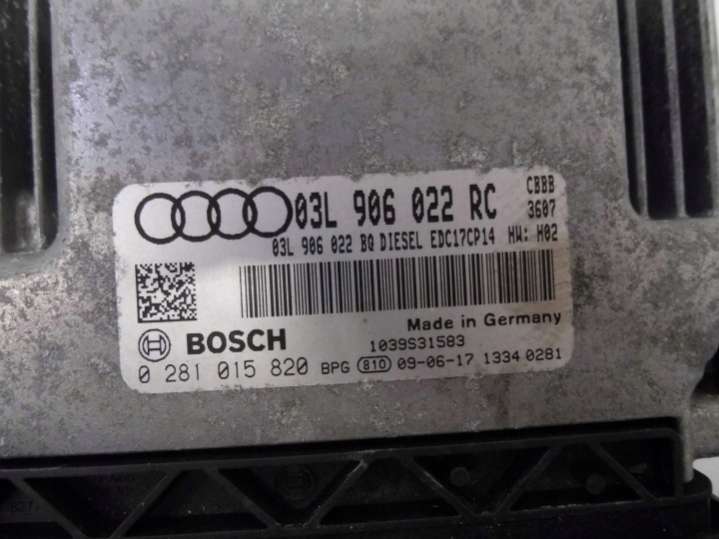 03L 906 022 RC CBBB
3607
03L 906 022 BQ DIESEL EDC17CP14 HW: H02
Made in Germany
BOSCH 1039S31583
0 281 015 820 BPG 810 09-06-17 1334 0281